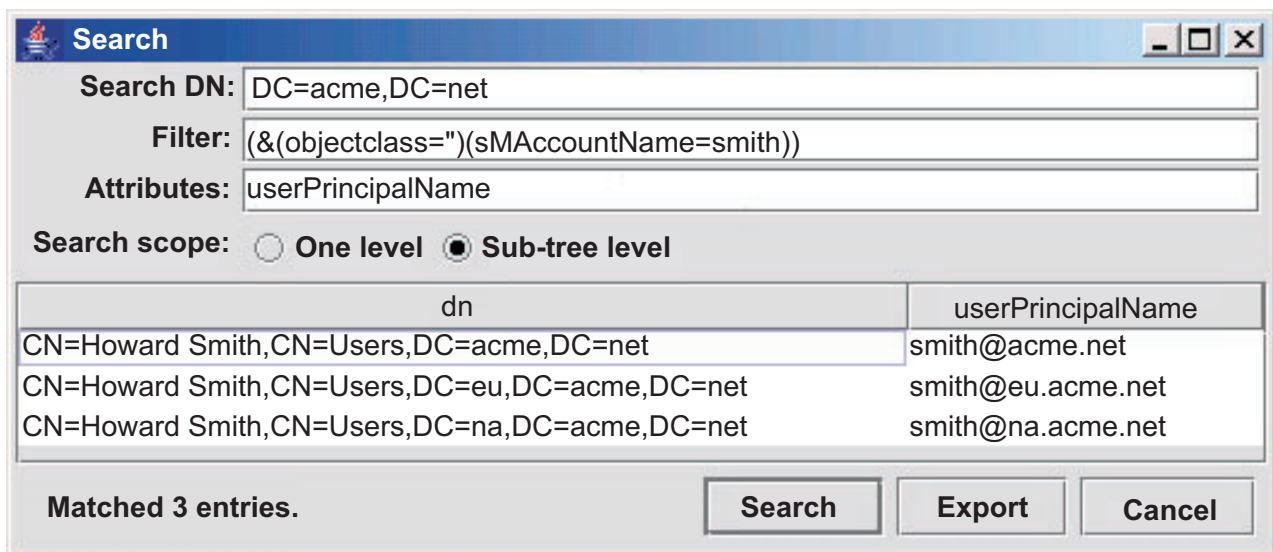 Search
Search DN: DC=acme,DC=net
Filter: (&(objectclass=")(sMAccountName=smith))
Attributes: userPrincipalName
Search scope: One level Sub-tree level
dn userPrincipalName
CN=Howard Smith,CN=Users,DC=acme,DC=net smith@acme.net
CN=Howard Smith,CN=Users,DC=eu,DC=acme,DC=net smith@eu.acme.net
CN=Howard Smith,CN=Users,DC=na,DC=acme,DC=net smith@na.acme.net
Matched 3 entries. Search Export Cancel